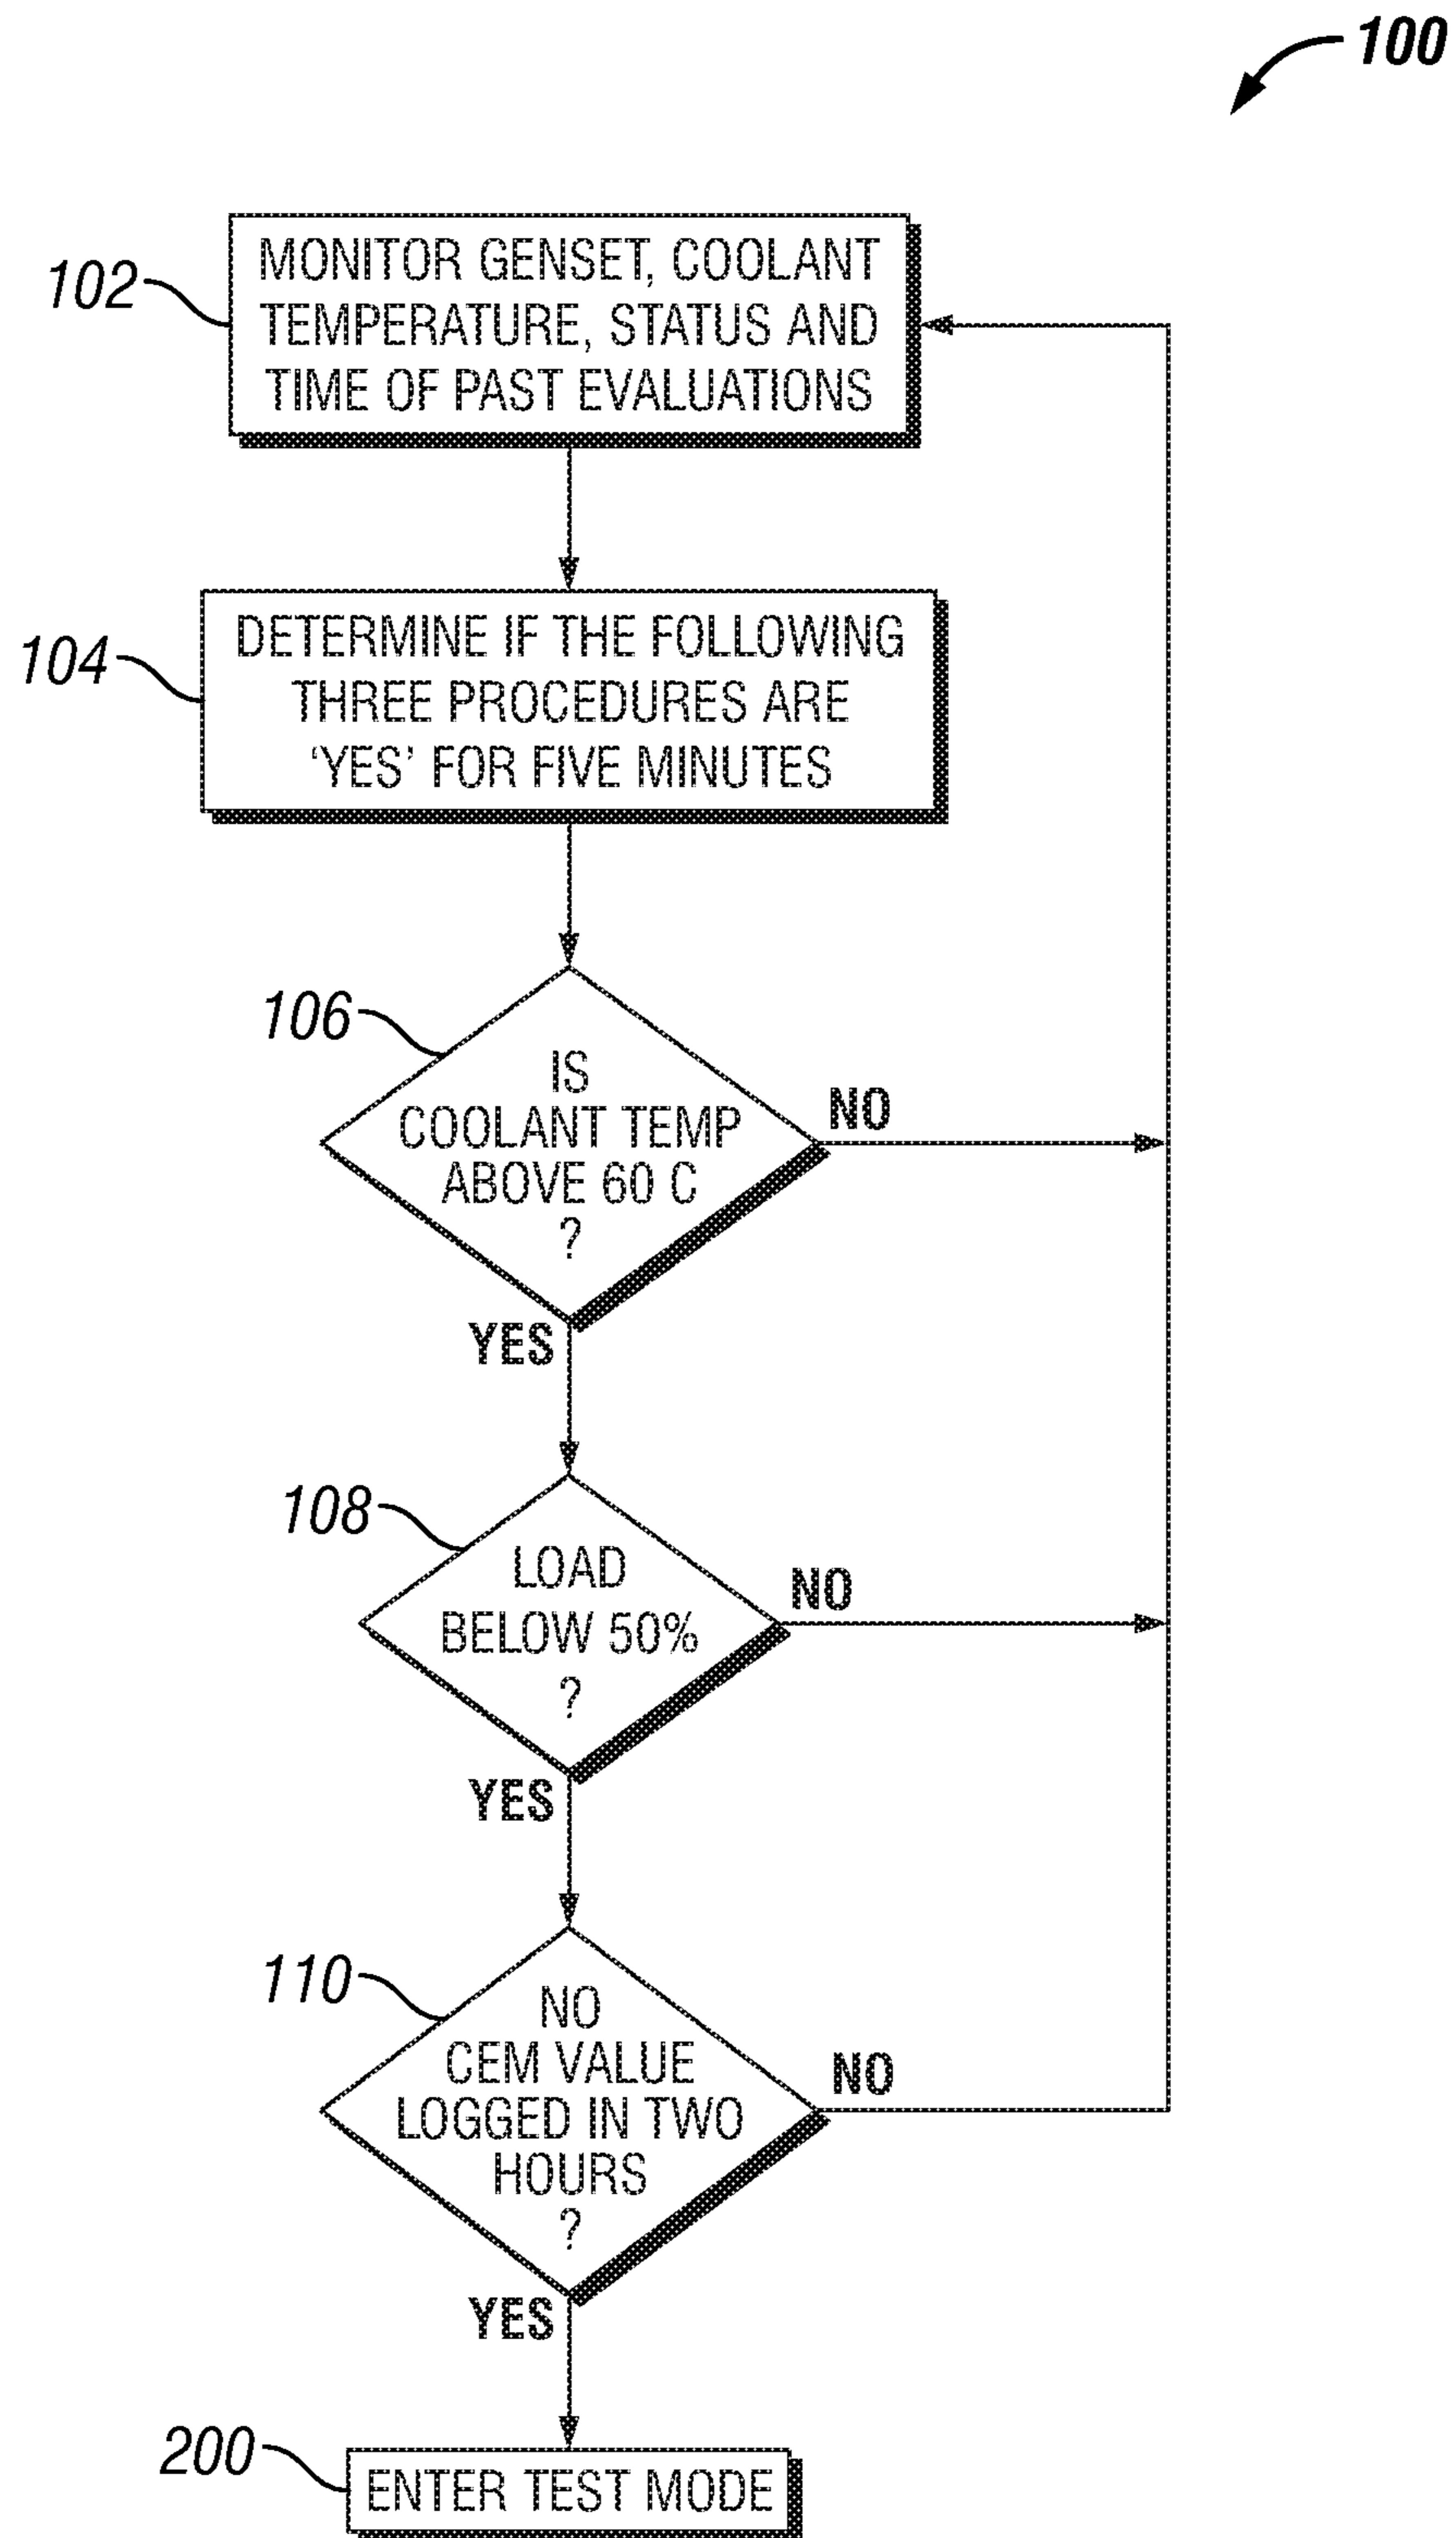 100
102
MONITOR GENSET, COOLANT
TEMPERATURE, STATUS AND
TIME OF PAST EVALUATIONS
104
DETERMINE IF THE FOLLOWING
THREE PROCEDURES ARE
‘YES’ FOR FIVE MINUTES
106
IS
COOLANT TEMP
ABOVE 60 C
?
NO
YES
108
LOAD
BELOW 50%
?
NO
YES
110
NO
CEM VALUE
LOGGED IN TWO
HOURS
?
NO
YES
200
ENTER TEST MODE